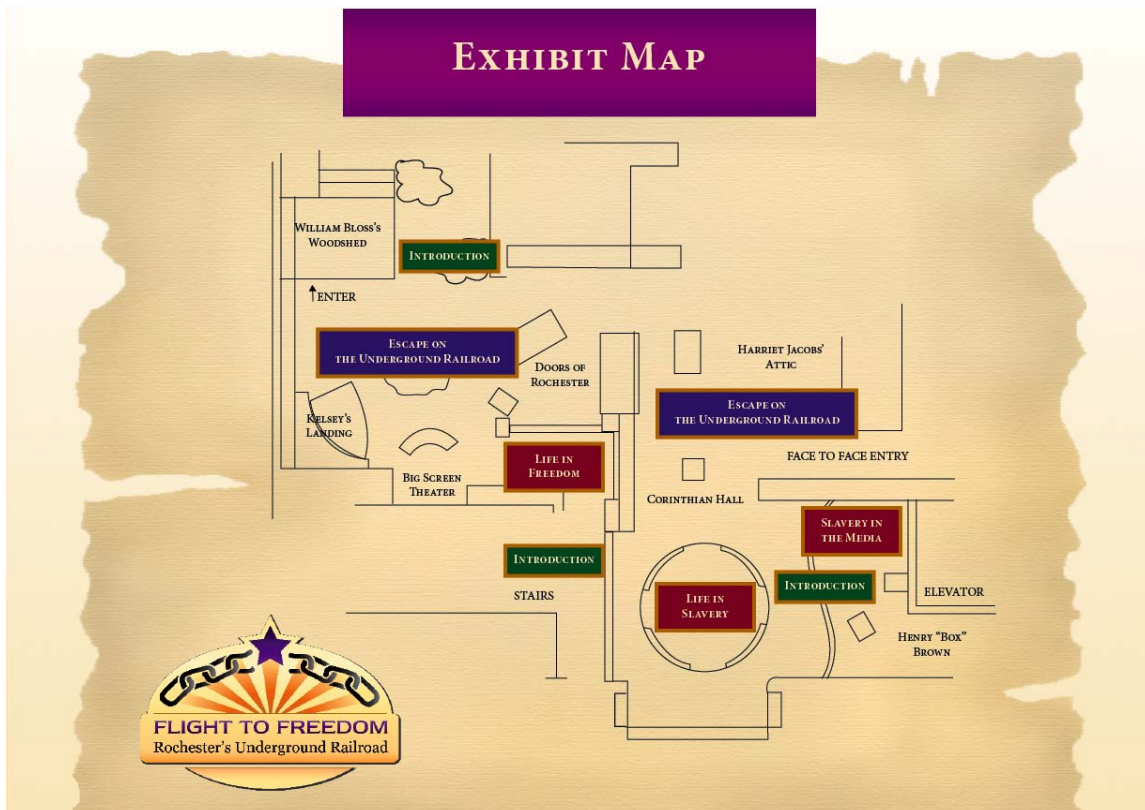 EXHIBIT MAP
WILLIAM BLOSS'S
WOODSHED
INTRODUCTION
ENTER
ESCAPE ON
THE UNDERGROUND RAILROAD
DOORS OF
ROCHESTER
HARRIET JACOBS'
ATTIC
KELSEY'S
LANDING
ESCAPE ON
THE UNDERGROUND RAILROAD
BIG SCREEN
THEATER
LIFE IN
FREEDOM
FACE TO FACE ENTRY
CORINTHIAN HALL
SLAVERY IN
THE MEDIA
INTRODUCTION
STAIRS
LIFE IN
SLAVERY
INTRODUCTION
ELEVATOR
HENRY "BOX"
BROWN
FLIGHT TO FREEDOM
Rochester's Underground Railroad